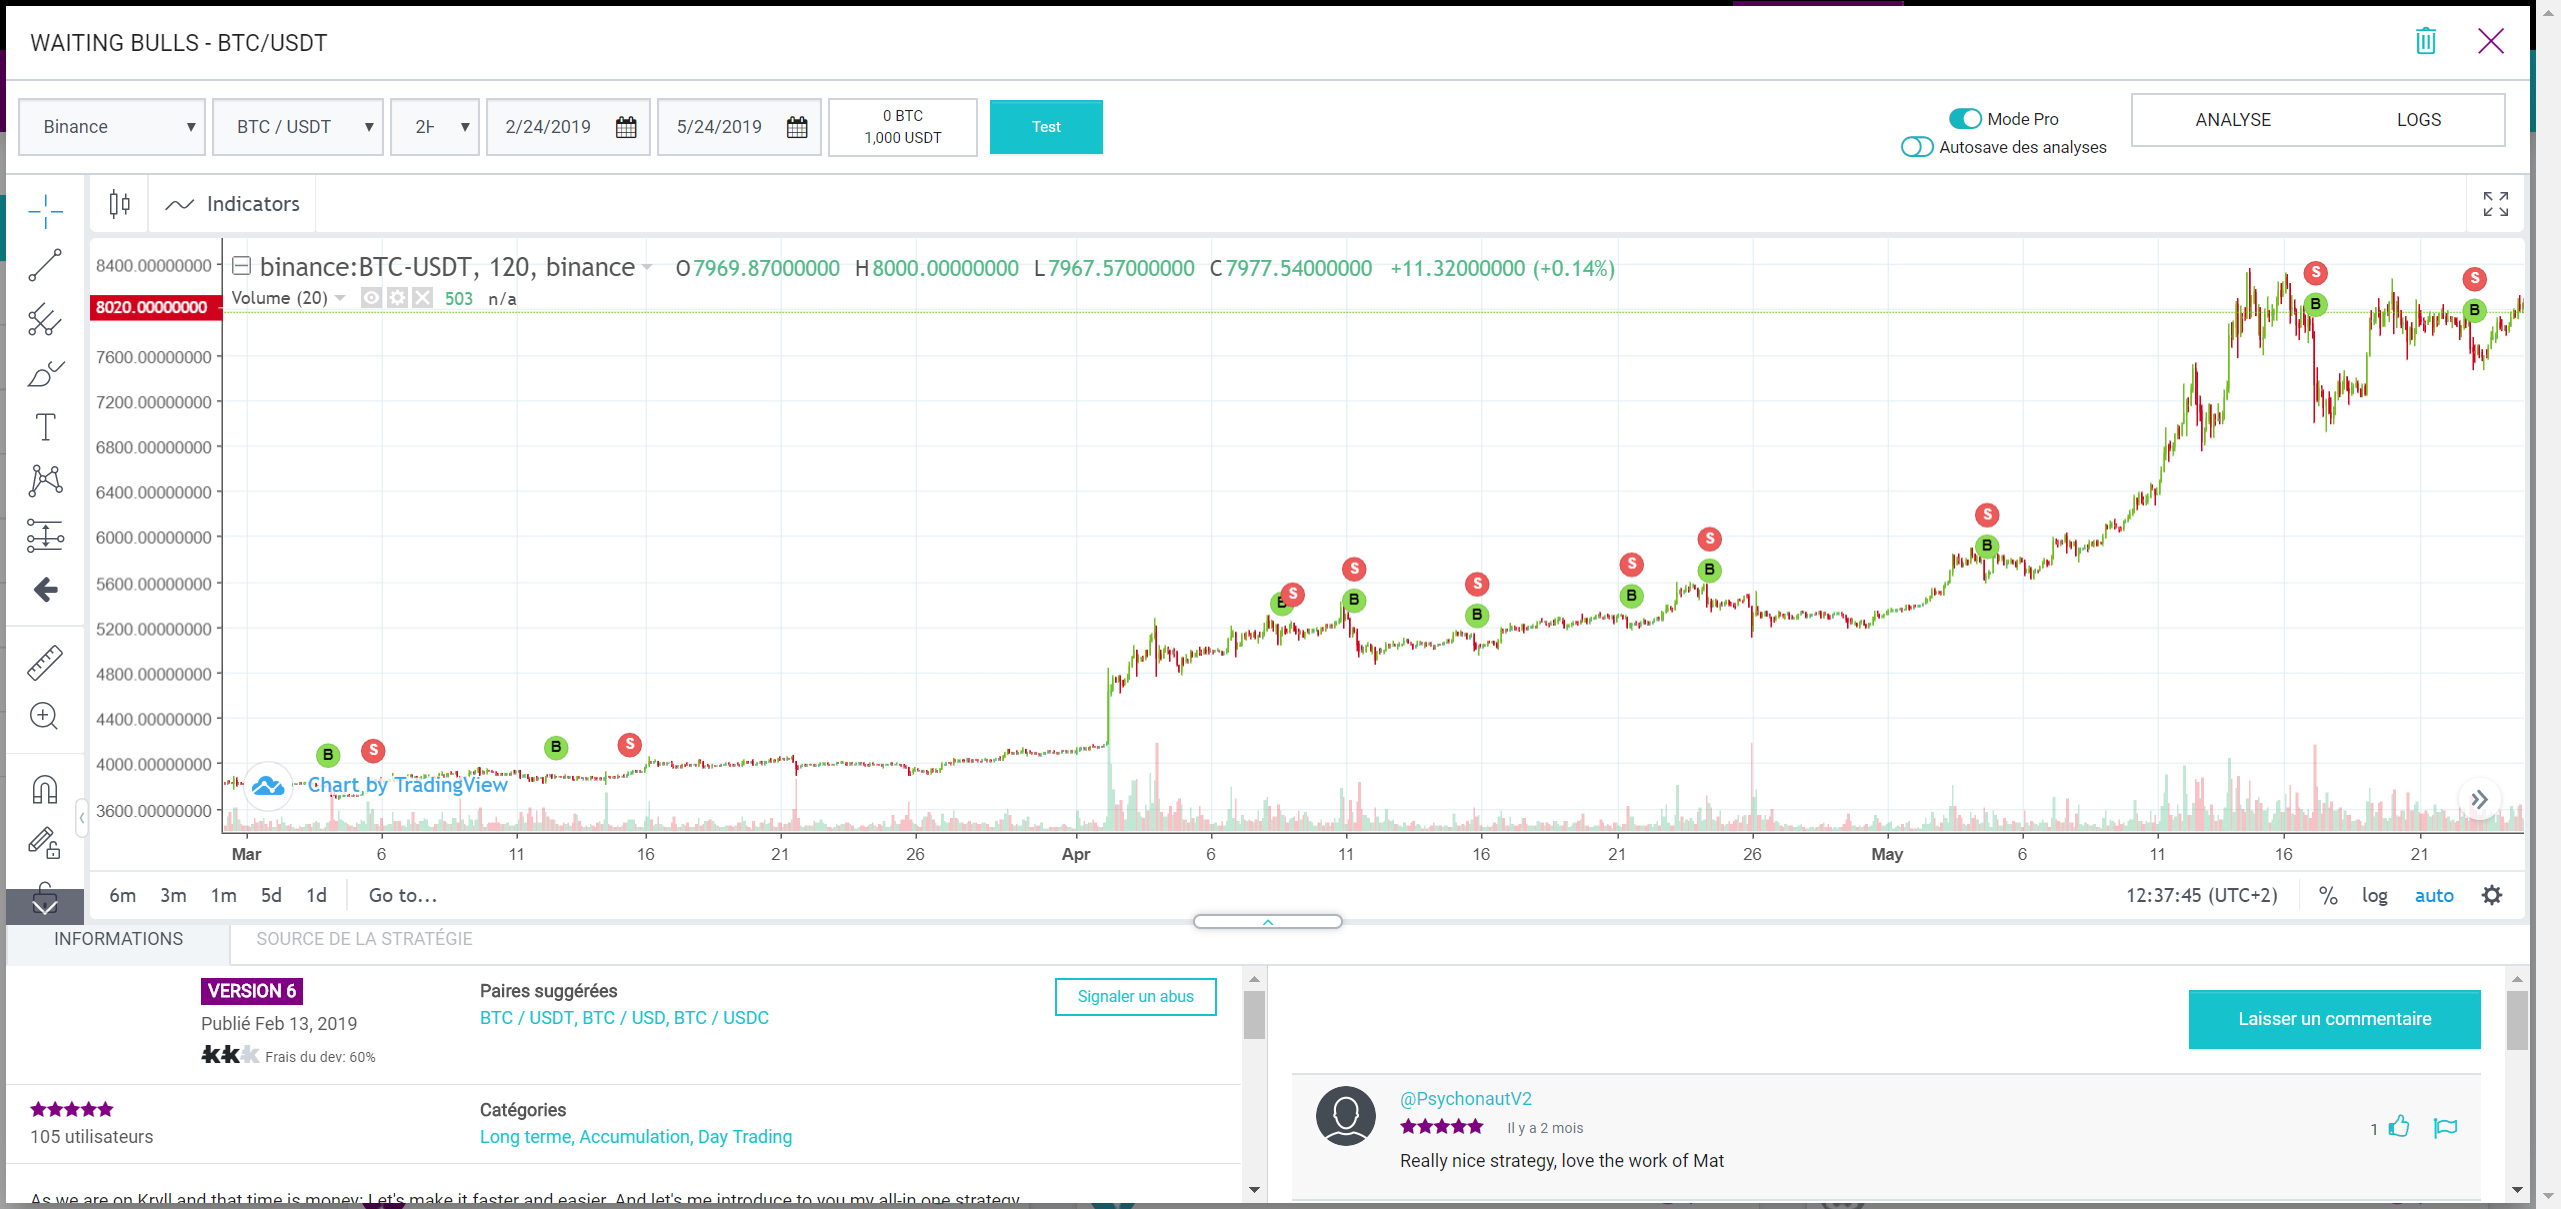 WAITING BULLS - BTC/USDT
Binance
BTC / USDT
2H
2/24/2019
5/24/2019
0 BTC
1,000 USDT
Test
Mode Pro
Autosave des analyses
ANALYSE
LOGS
Indicators
binance:BTC-USDT, 120, binance O7969.87000000 H8000.00000000 L7967.57000000 C7977.54000000 +11.32000000 (+0.14%)
Volume (20) 503 n/a
8400.00000000
8020.00000000
7600.00000000
7200.00000000
6800.00000000
6400.00000000
6000.00000000
5600.00000000
5200.00000000
4800.00000000
4400.00000000
4000.00000000
3600.00000000
S S
B B
S
B
S
S
B
S
B
S
B
B S
B
S
B
B S B S
Chart by TradingView
Mar 6 11 16 21 26 Apr 6 11 16 21 26 May 6 11 16 21
6m 3m 1m 5d 1d Go to... 12:37:45 (UTC+2) % log auto
INFORMATIONS
SOURCE DE LA STRATÉGIE
VERSION 6
Publié Feb 13, 2019
Frais du dev: 60%
Paires suggérées
BTC / USDT, BTC / USD, BTC / USDC
Signaler un abus
105 utilisateurs
Catégories
Long terme, Accumulation, Day Trading
As we are on Kryll and that time is money: Let's make it faster and easier. And let's me introduce to you my all-in one strategy
Laisser un commentaire
@PsychonautV2
Il y a 2 mois
1
Really nice strategy, love the work of Mat